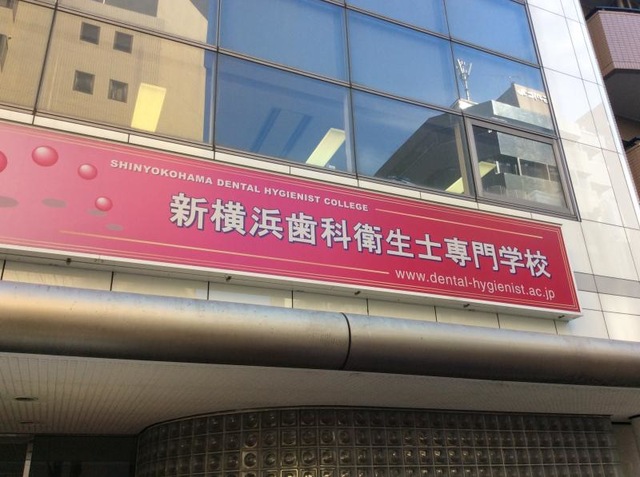 SHINYOKOHAMA DENTAL HYGIENIST COLLEGE
新横浜歯科衛生士専門学校
www.dental-hygienist.ac.jp